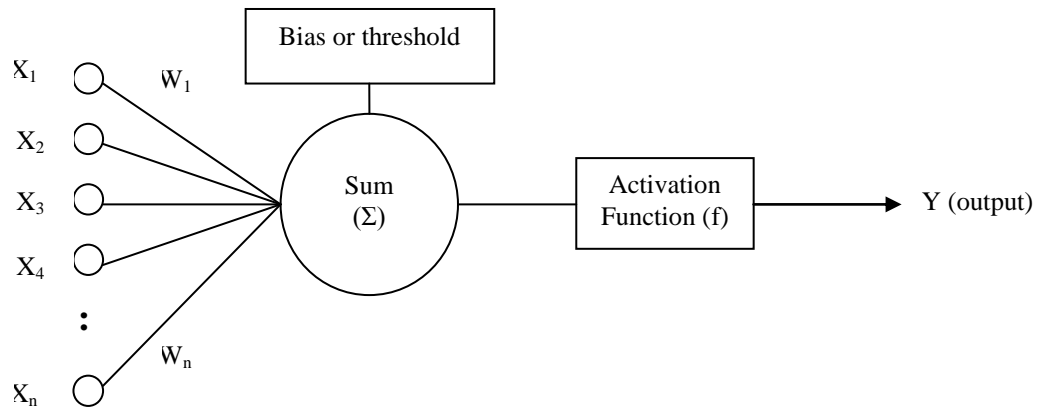 Bias or threshold
X1
W1
X2
X3
X4
:
Xn
Wn
Sum
(Σ)
Activation
Function (f)
Y (output)